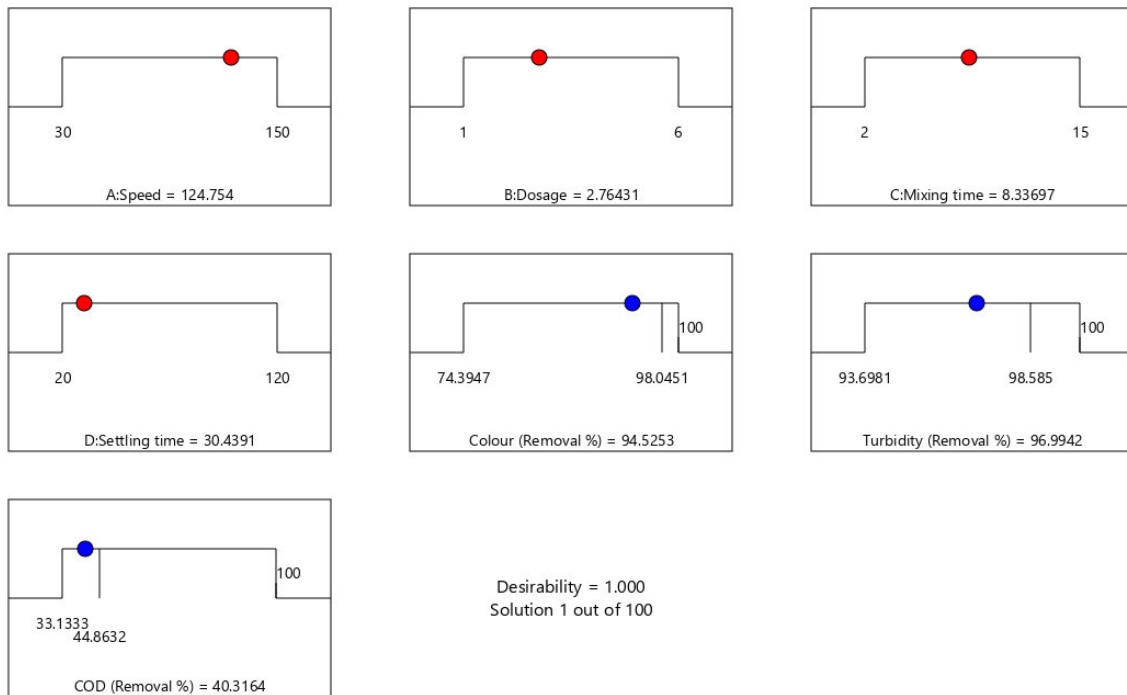 30
150
A:Speed = 124.754
1
6
B:Dosage = 2.76431
2
15
C:Mixing time = 8.33697
20
120
D:Settling time = 30.4391
100
74.3947
98.0451
Colour (Removal %) = 94.5253
100
93.6981
98.585
Turbidity (Removal %) = 96.9942
100
33.1333
44.8632
COD (Removal %) = 40.3164
Desirability = 1.000
Solution 1 out of 100